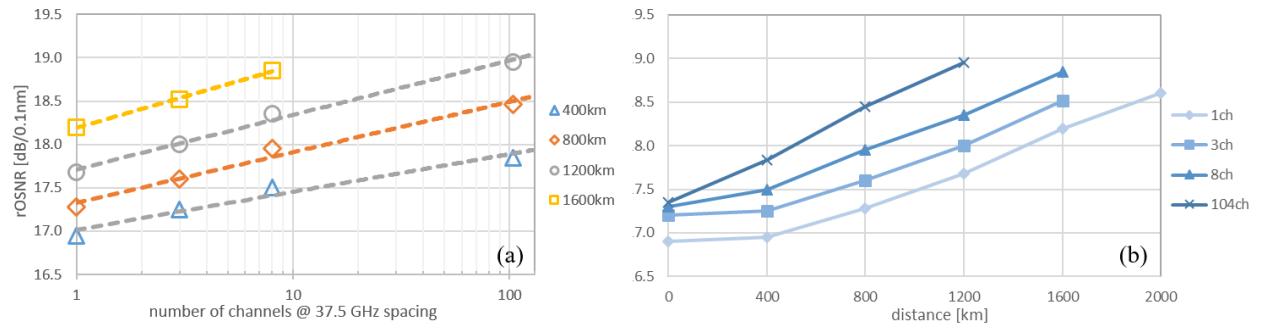 19.5
19.0
18.5
18.0
17.5
17.0
16.5
rOSNR [dB/0.1nm]
1
10
100
number of channels @ 37.5 GHz spacing
(a)
400km
800km
1200km
1600km
.9.5
.9.0
.8.5
.8.0
.7.5
.7.0
.6.5
0
400
800
1200
1600
2000
distance [km]
(b)
1ch
3ch
8ch
104ch